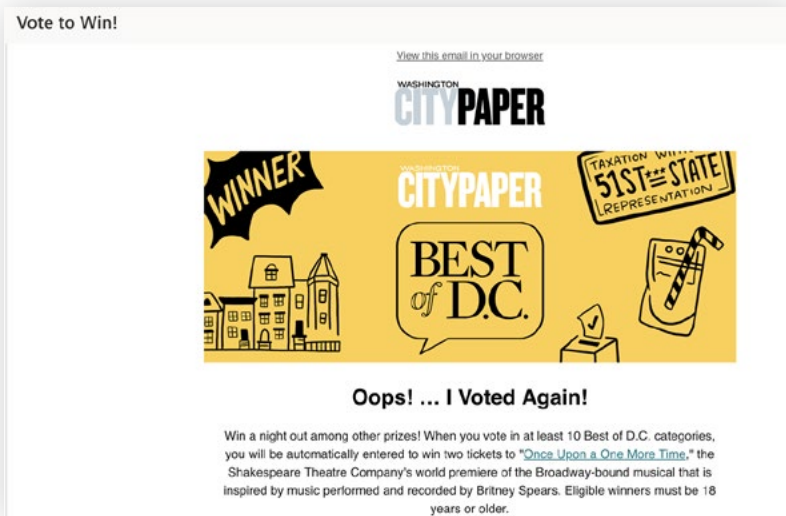 Vote to Win!
View this email in your browser
WASHINGTON
CITYPAPER
WINNER
WASHINGTON
CITYPAPER
TAXATION WITH
51ST STATE
REPRESENTATION
BEST
of D.C.
Oops! ... I Voted Again!
Win a night out among other prizes! When you vote in at least 10 Best of D.C. categories,
you will be automatically entered to win two tickets to "Once Upon a One More Time," the
Shakespeare Theatre Company's world premiere of the Broadway-bound musical that is
inspired by music performed and recorded by Britney Spears. Eligible winners must be 18
years or older.